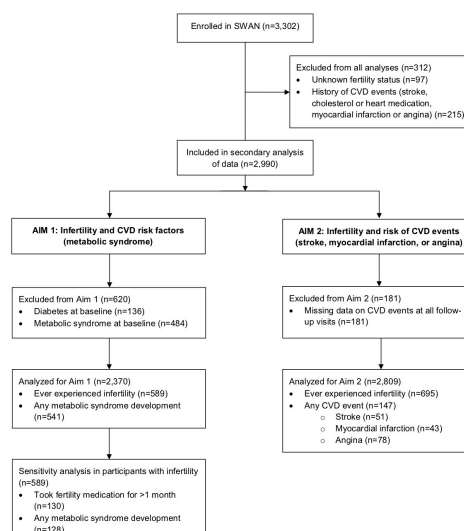 Enrolled in SWAN (n=3,302)
Excluded from all analyses (n=312)
• Unknown fertility status (n=97)
• History of CVD events (stroke,
cholesterol or heart medication,
myocardial infarction or angina) (n=215)
Included in secondary analysis
of data (n=2,990)
AIM 1: Infertility and CVD risk factors
(metabolic syndrome)
Excluded from Aim 1 (n=620)
• Diabetes at baseline (n=136)
• Metabolic syndrome at baseline (n=484)
Analyzed for Aim 1 (n=2,370)
• Ever experienced infertility (n=589)
• Any metabolic syndrome development
(n=541)
Sensitivity analysis in participants with infertility
(n=589)
• Took fertility medication for >1 month
(n=130)
• Any metabolic syndrome development
(n=128)
AIM 2: Infertility and risk of CVD events
(stroke, myocardial infarction, or angina)
Excluded from Aim 2 (n=181)
• Missing data on CVD events at all follow-
up visits (n=181)
Analyzed for Aim 2 (n=2,809)
• Ever experienced infertility (n=695)
• Any CVD event (n=147)
o Stroke (n=51)
o Myocardial infarction (n=43)
o Angina (n=78)